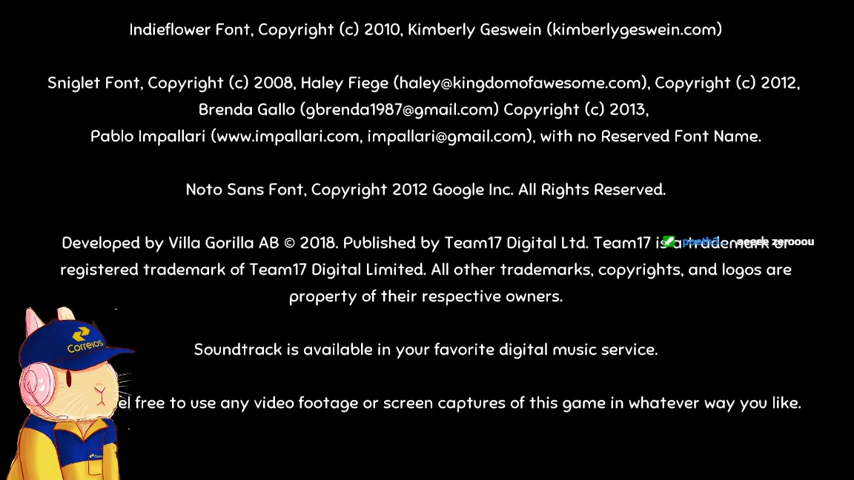 Indieflower Font, Copyright (c) 2010, Kimberly Geswein (kimberlygeswein.com)
Sniglet Font, Copyright (c) 2008, Haley Fiege (haley@kingdomofawesome.com), Copyright (c) 2012,
Brenda Gallo (gbrenda1987@gmail.com) Copyright (c) 2013,
Pablo Impallari (www.impallari.com, impallari@gmail.com), with no Reserved Font Name.
Noto Sans Font, Copyright 2012 Google Inc. All Rights Reserved.
Developed by Villa Gorilla AB © 2018. Published by Team17 Digital Ltd. Team17 is a trademark or
aeeee zerooou
registered trademark of Team17 Digital Limited. All other trademarks, copyrights, and logos are
property of their respective owners.
Correios
Soundtrack is available in your favorite digital music service.
free to use any video footage or screen captures of this game in whatever way you like.